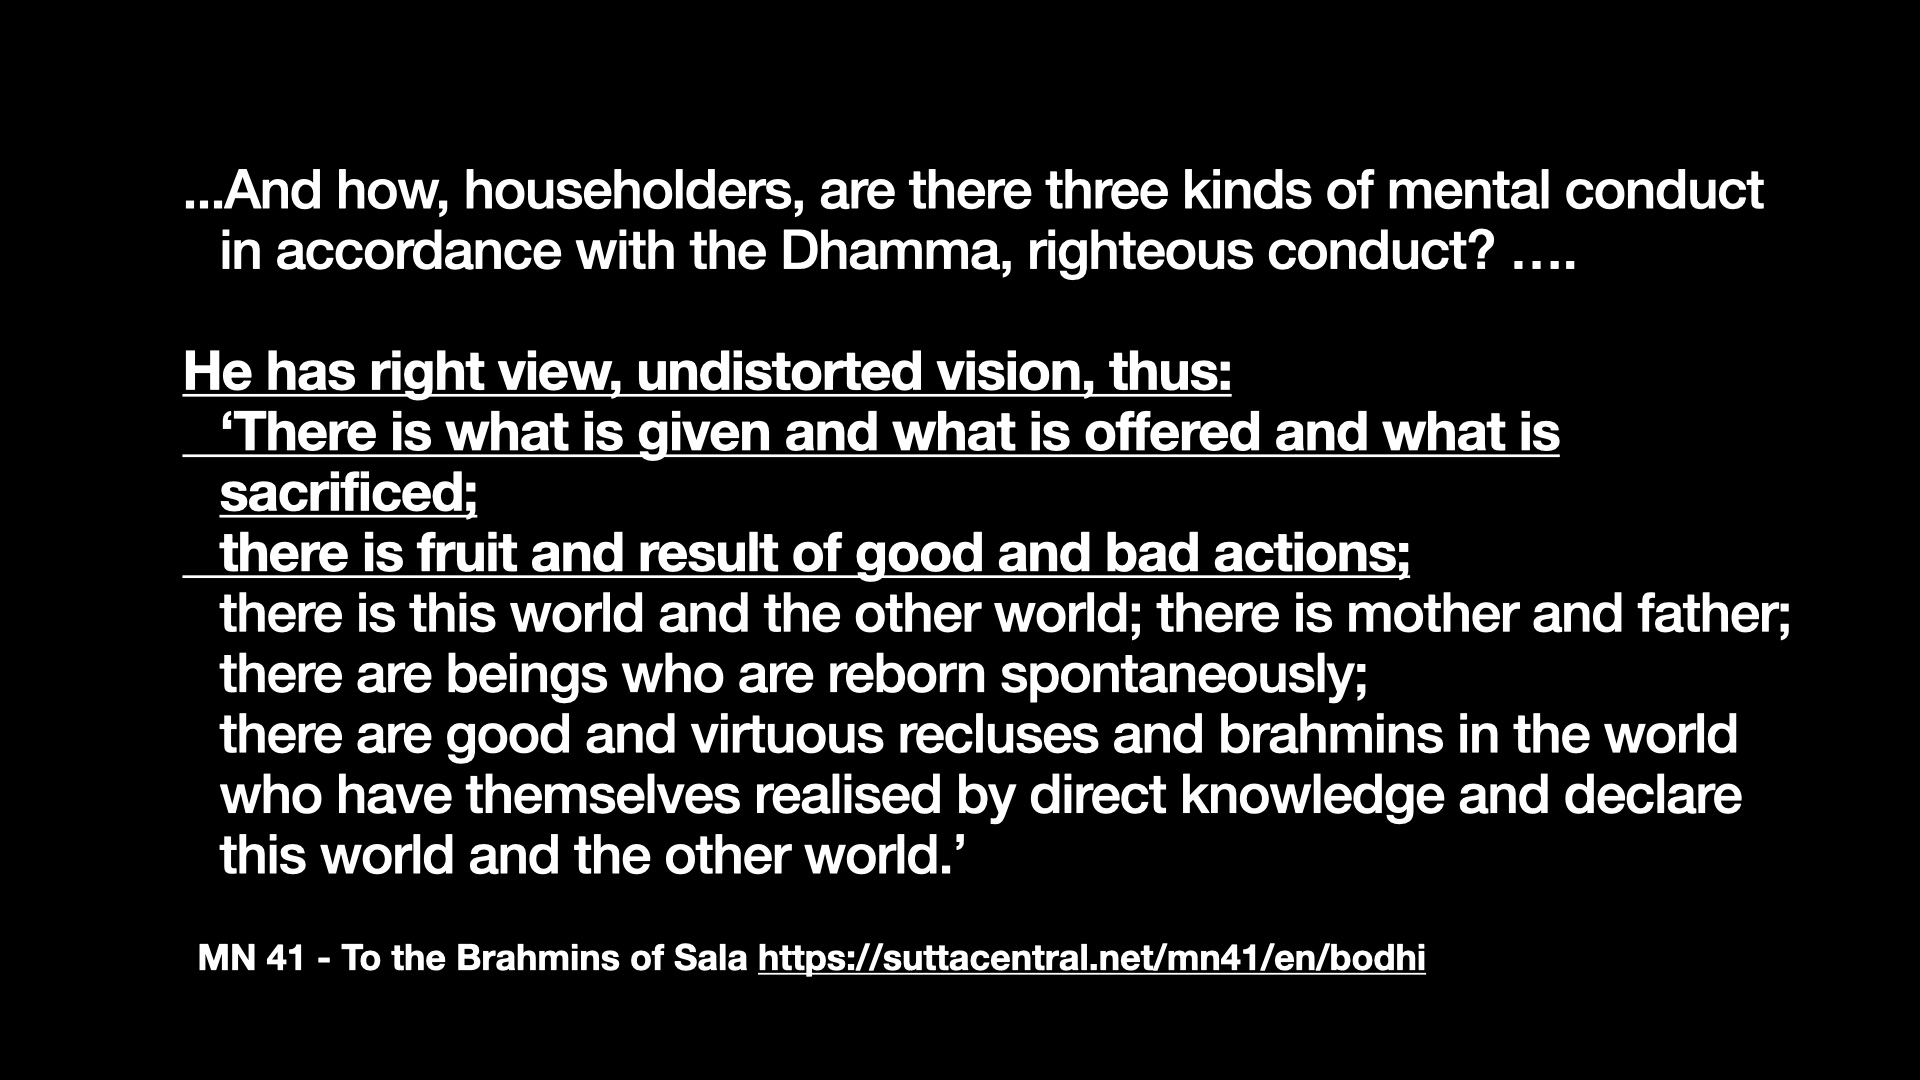 ...And how, householders, are there three kinds of mental conduct
in accordance with the Dhamma, righteous conduct? ….
He has right view, undistorted vision, thus:
‘There is what is given and what is offered and what is
sacrificed;
there is fruit and result of good and bad actions;
there is this world and the other world; there is mother and father;
there are beings who are reborn spontaneously;
there are good and virtuous recluses and brahmins in the world
who have themselves realised by direct knowledge and declare
this world and the other world.’
MN 41 - To the Brahmins of Sala https://suttacentral.net/mn41/en/bodhi